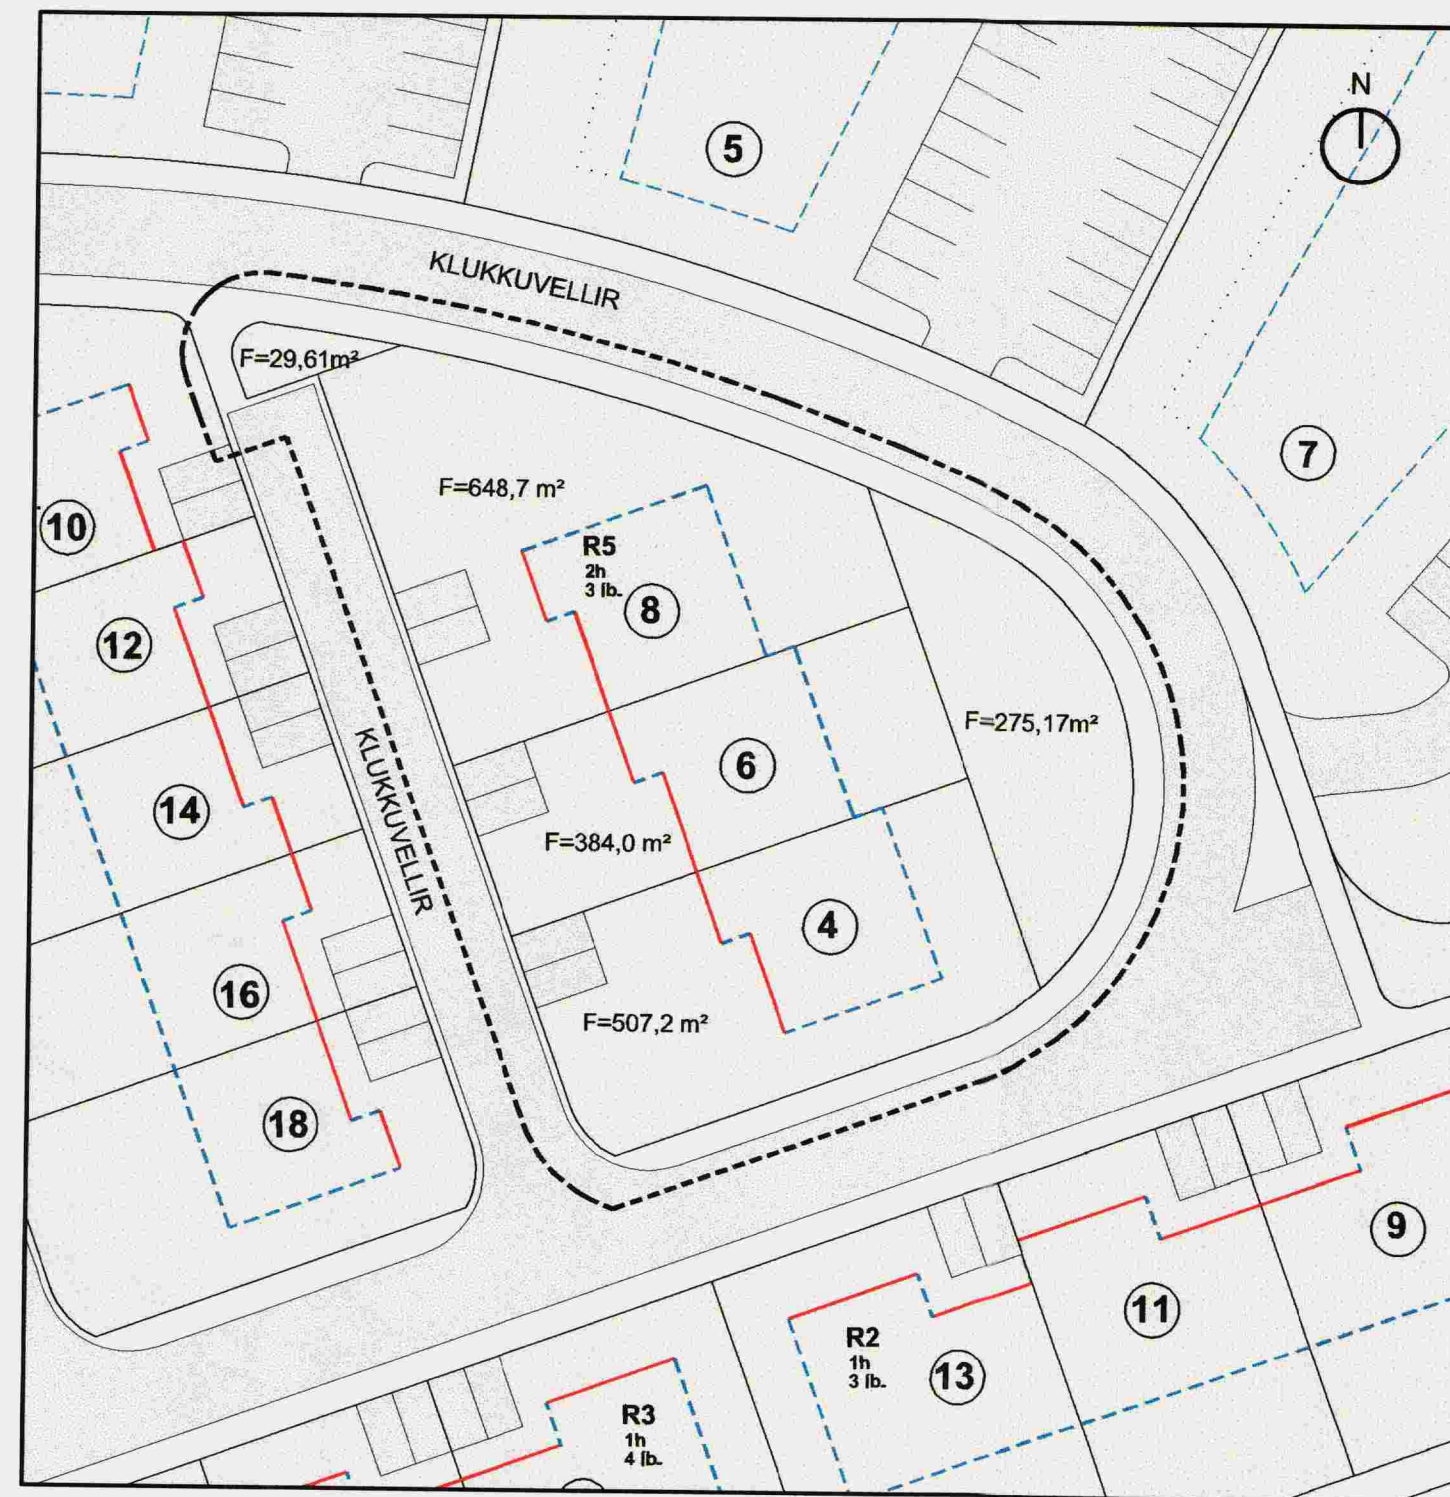 N
5
KLUKKUVELLIR
F=29,61m²
7
F=648,7 m²
10
R5
2h
3 íb.
8
12
F=275,17m²
6
14
KLUKKUVELLIR
F=384,0 m²
4
16
F=507,2 m²
18
9
11
R2
1h
3 íb.
13
R3
1h
4 íb.